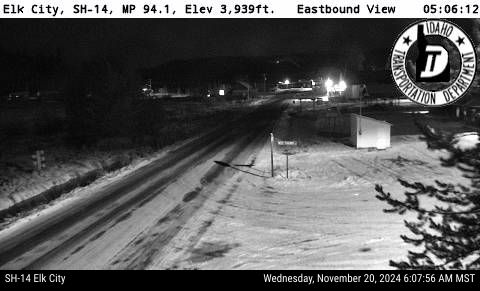 Elk City, SH-14, MP 94.1, Elev 3,939ft. Eastbound View 05:06:12
IDAHO
TRANSPORTATION DEPARTMENT
SH-14 Elk City Wednesday, November 20, 2024 6:07:56 AM MST